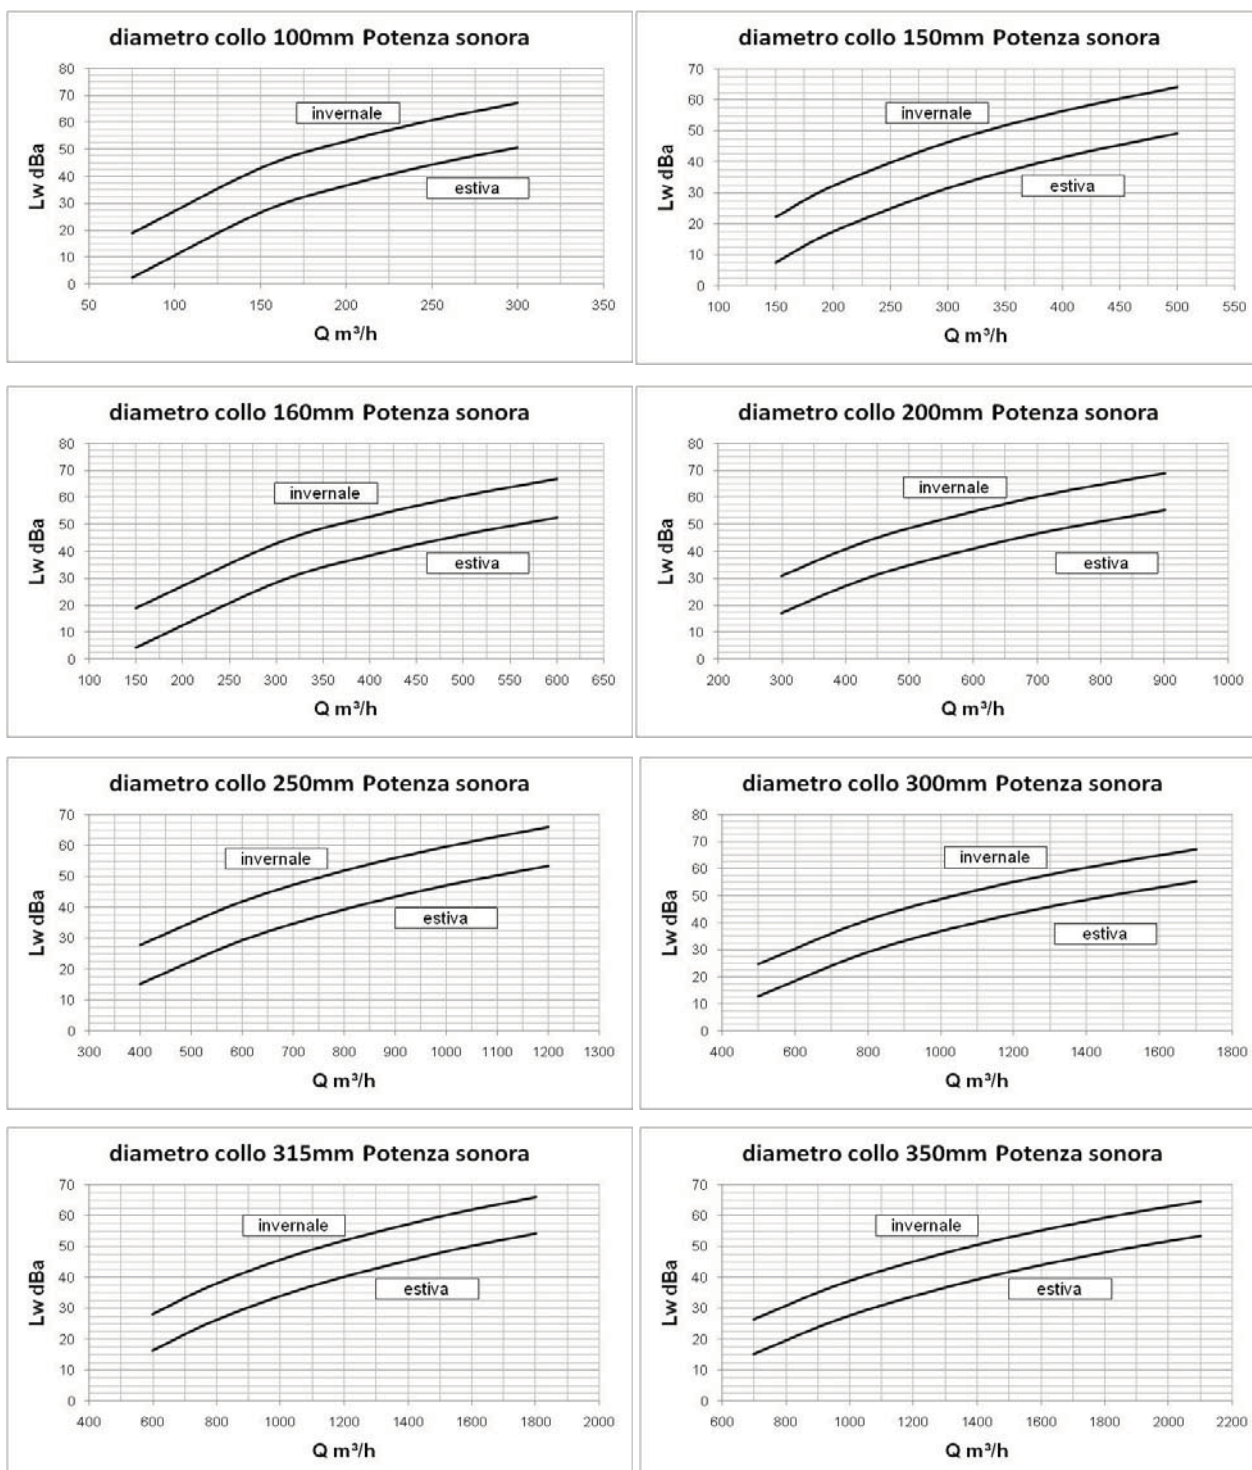 diametro collo 100mm Potenza sonora
80
70
60
50
40
30
20
10
0
Lw dBa
invernale
estiva
50 100 150 200 250 300 350
Q m³/h
diametro collo 150mm Potenza sonora
70
60
50
40
30
20
10
0
Lw dBa
invernale
estiva
100 150 200 250 300 350 400 450 500 550
Q m³/h
diametro collo 160mm Potenza sonora
80
70
60
50
40
30
20
10
0
Lw dBa
invernale
estiva
100 150 200 250 300 350 400 450 500 550 600 650
Q m³/h
diametro collo 200mm Potenza sonora
80
70
60
50
40
30
20
10
0
Lw dBa
invernale
estiva
200 300 400 500 600 700 800 900 1000
Q m³/h
diametro collo 250mm Potenza sonora
70
60
50
40
30
20
10
0
Lw dBa
invernale
estiva
300 400 500 600 700 800 900 1000 1100 1200 1300
Q m³/h
diametro collo 300mm Potenza sonora
80
70
60
50
40
30
20
10
0
Lw dBa
invernale
estiva
400 600 800 1000 1200 1400 1600 1800
Q m³/h
diametro collo 315mm Potenza sonora
70
60
50
40
30
20
10
0
Lw dBa
invernale
estiva
400 600 800 1000 1200 1400 1600 1800 2000
Q m³/h
diametro collo 350mm Potenza sonora
70
60
50
40
30
20
10
0
Lw dBa
invernale
estiva
600 800 1000 1200 1400 1600 1800 2000 2200
Q m³/h